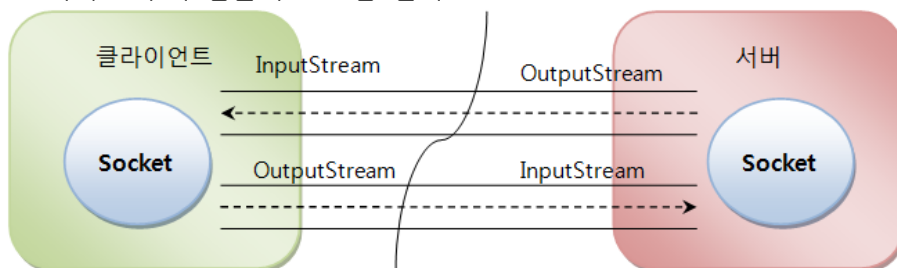 클라이언트
서버
InputStream
OutputStream
Socket
Socket
OutputStream
InputStream